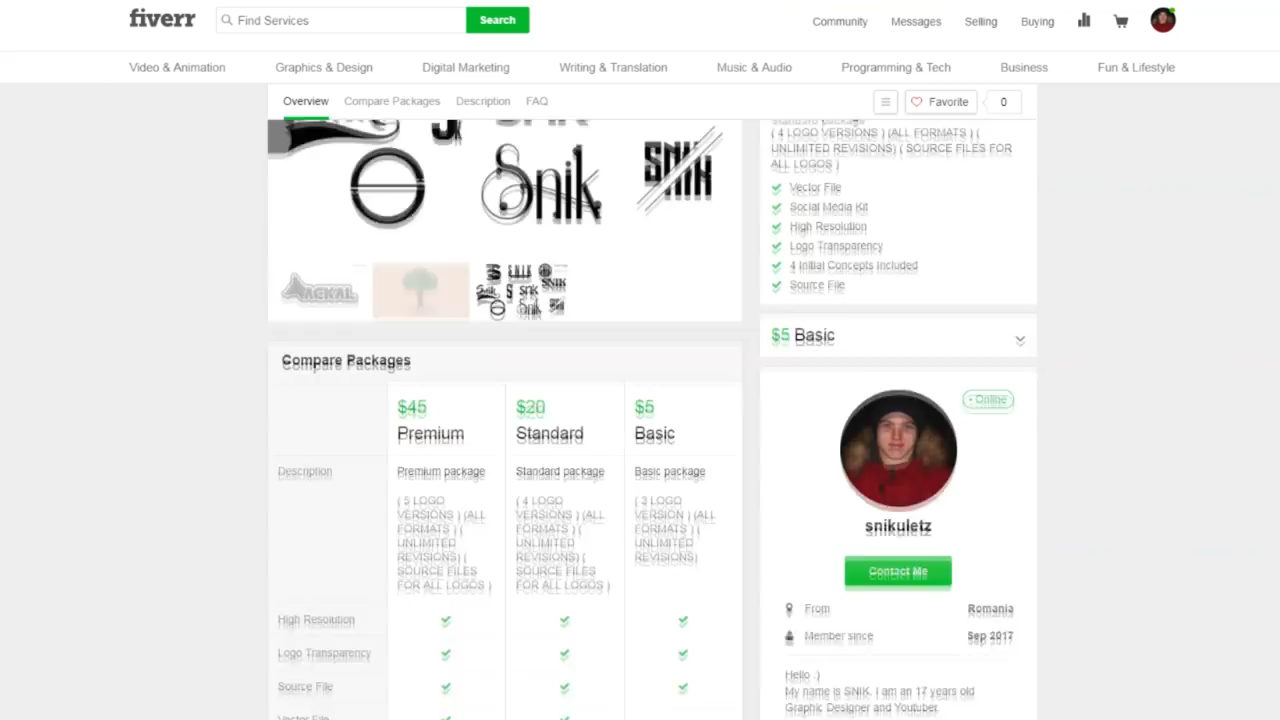 fiverr
Find Services
Search
Community
Messages
Selling
Buying
Video & Animation
Graphics & Design
Digital Marketing
Writing & Translation
Music & Audio
Programming & Tech
Business
Fun & Lifestyle
Overview
Compare Packages
Description
FAQ
Favorite
0
Snik
SNIK
JACKAL
Standard package
( 4 LOGO VERSIONS ) (ALL FORMATS ) (
UNLIMITED REVISIONS) ( SOURCE FILES FOR
ALL LOGOS )
Vector File
Social Media Kit
High Resolution
Logo Transparency
4 Initial Concepts Included
Source File
$5 Basic
Compare Packages
$45
Premium
$20
Standard
$5
Basic
Description
Premium package
( 5 LOGO
VERSIONS ) (ALL
FORMATS ) (
UNLIMITED
REVISIONS) (
SOURCE FILES
FOR ALL LOGOS )
Standard package
( 4 LOGO
VERSIONS ) (ALL
FORMATS ) (
UNLIMITED
REVISIONS) (
SOURCE FILES
FOR ALL LOGOS )
Basic package
( 3 LOGO
VERSION ) (ALL
FORMATS ) (
UNLIMITED
REVISIONS)
High Resolution
Logo Transparency
Source File
Vector File
Online
snikuletz
Contact Me
From
Romania
Member since
Sep 2017
Hello :)
My name is SNIK. I am an 17 years old
Graphic Designer and Youtuber.